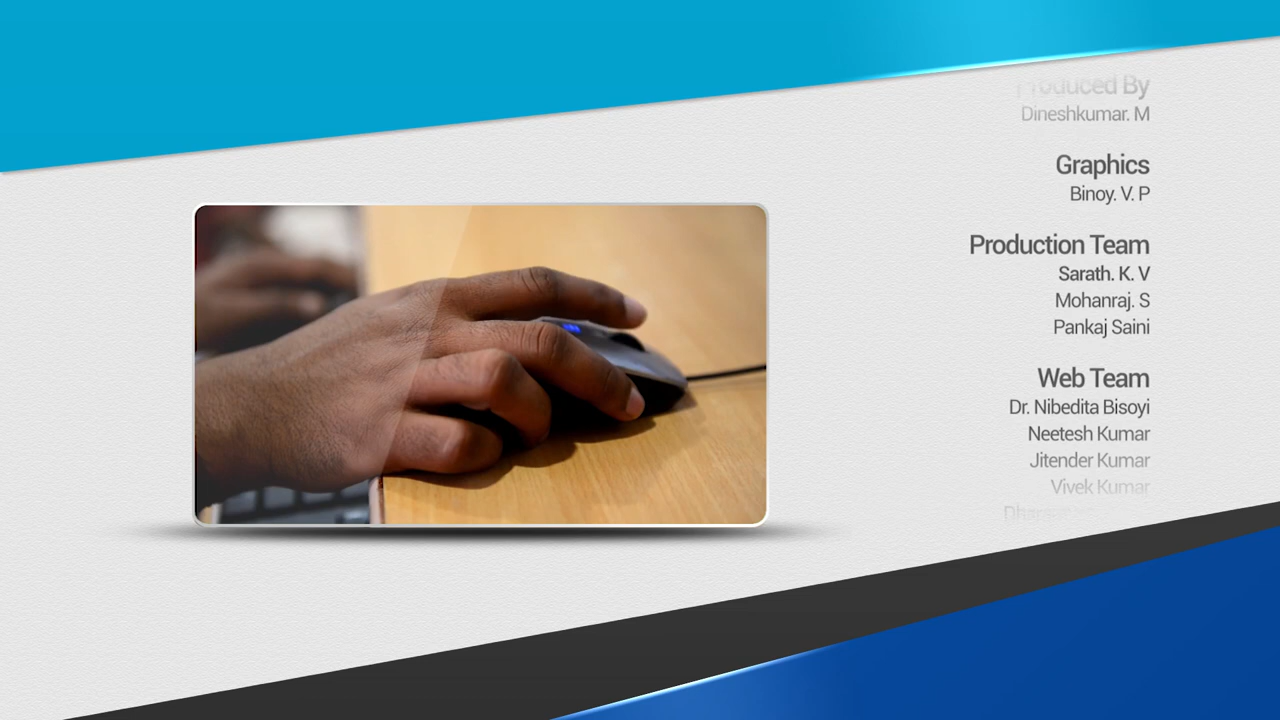 Produced By
Dineshkumar. M
Graphics
Binoy. V. P
Production Team
Sarath. K. V
Mohanraj. S
Pankaj Saini
Web Team
Dr. Nibedita Bisoyi
Neetesh Kumar
Jitender Kumar
Vivek Kumar